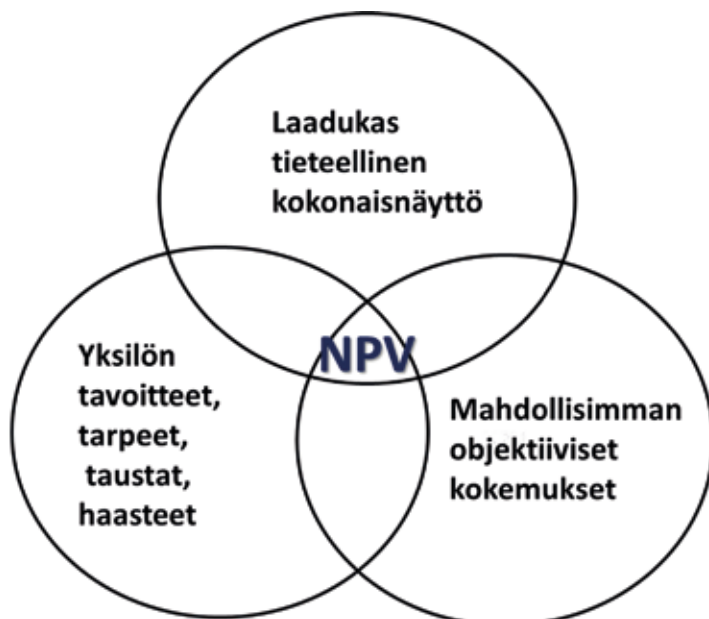 Laadukas
tieteellinen
kokonaisnäyttö
NPV
Yksilön
tavoitteet,
tarpeet,
taustat,
haasteet
Mahdollisimman
objektiiviset
kokemukset